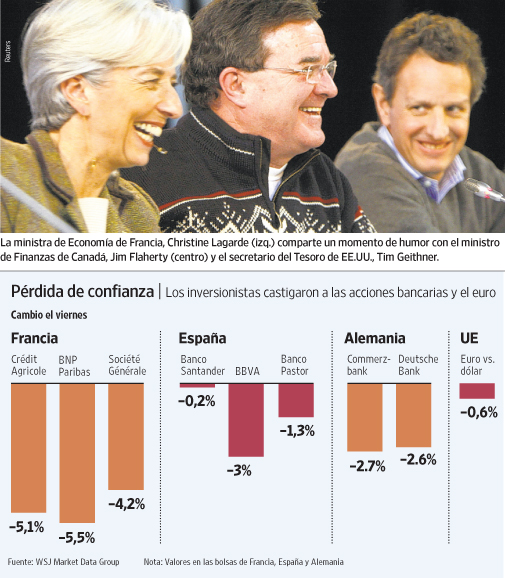 Reuters
La ministra de Economía de Francia, Christine Lagarde (izq.) comparte un momento de humor con el ministro
de Finanzas de Canadá, Jim Flaherty (centro) y el secretario del Tesoro de EE.UU., Tim Geithner.
Pérdida de confianza | Los inversionistas castigaron a las acciones bancarias y el euro
Cambio el viernes
Francia
Crédit
Agricole
BNP
Paribas
Société
Générale
–5,1%
–5,5%
–4,2%
España
Banco
Santander
BBVA
Banco
Pastor
–0,2%
–3%
–1,3%
Alemania
Commerz-
bank
Deutsche
Bank
–2.7%
–2.6%
UE
Euro vs.
dólar
–0,6%
Fuente: WSJ Market Data Group
Nota: Valores en las bolsas de Francia, España y Alemania